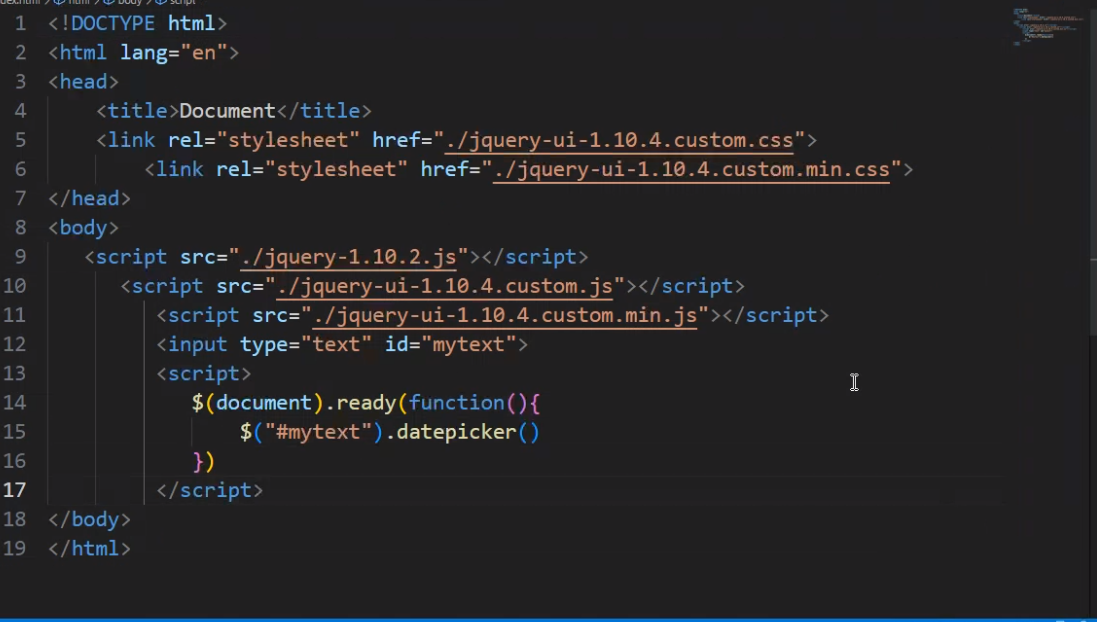 dex.html > html > body > script
1 <!DOCTYPE html>
2 <html lang="en">
3 <head>
4 <title>Document</title>
5 <link rel="stylesheet" href="./jquery-ui-1.10.4.custom.css">
6 <link rel="stylesheet" href="./jquery-ui-1.10.4.custom.min.css">
7 </head>
8 <body>
9 <script src="./jquery-1.10.2.js"></script>
10 <script src="./jquery-ui-1.10.4.custom.js"></script>
11 <script src="./jquery-ui-1.10.4.custom.min.js"></script>
12 <input type="text" id="mytext">
13 <script>
14 $(document).ready(function(){
15 $("#mytext").datepicker()
16 })
17 </script>
18 </body>
19 </html>